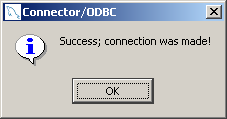 Connector/ODBC
Success; connection was made!
OK